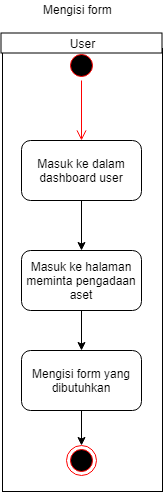 Mengisi form
User
Masuk ke dalam
dashboard user
Masuk ke halaman
meminta pengadaan
aset
Mengisi form yang
dibutuhkan